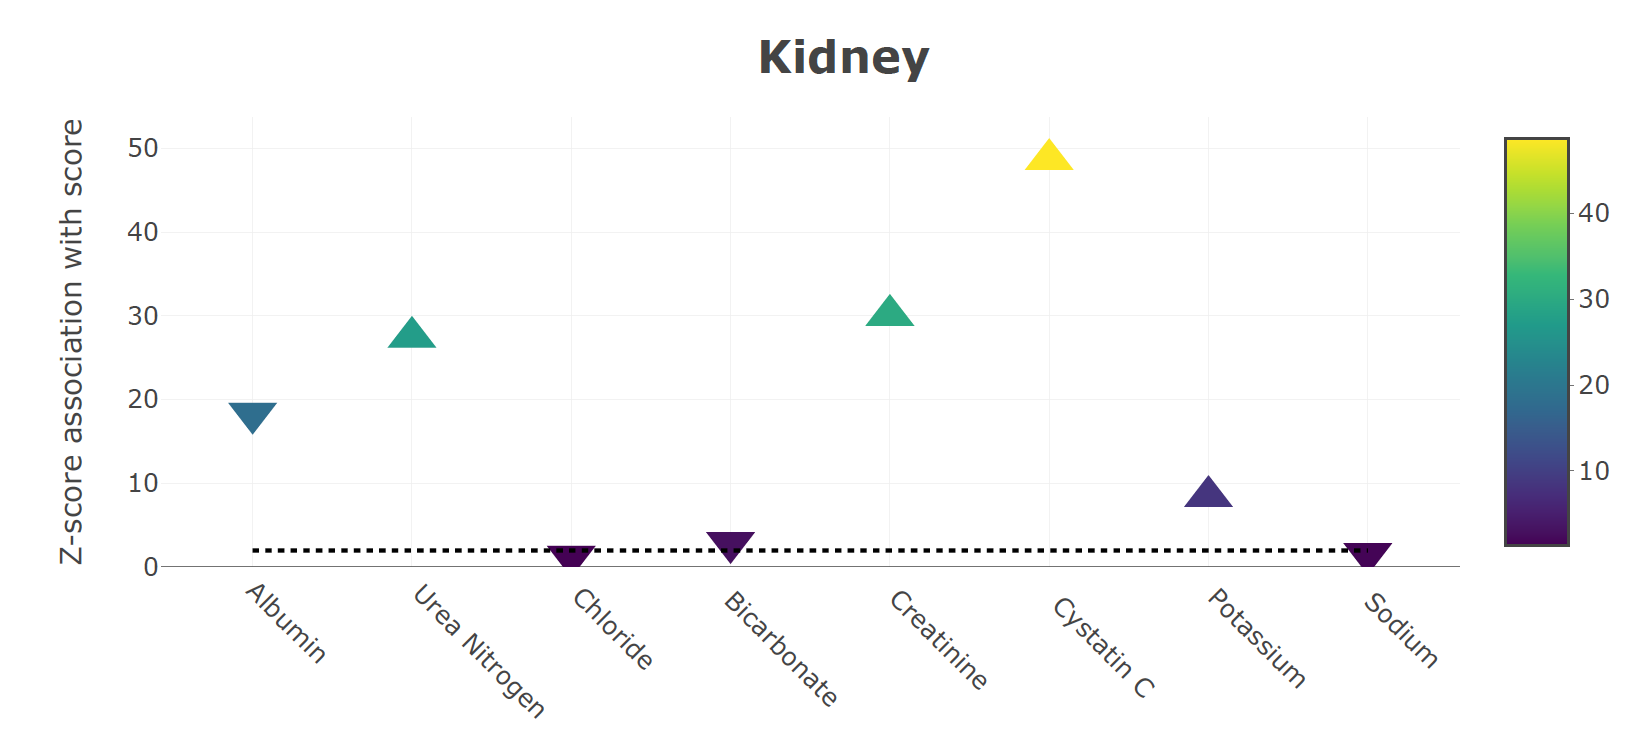 Kidney
Z-score association with score
50
40
30
20
10
0
Albumin
Urea Nitrogen
Chloride
Bicarbonate
Creatinine
Cystatin C
Potassium
Sodium
40
30
20
10